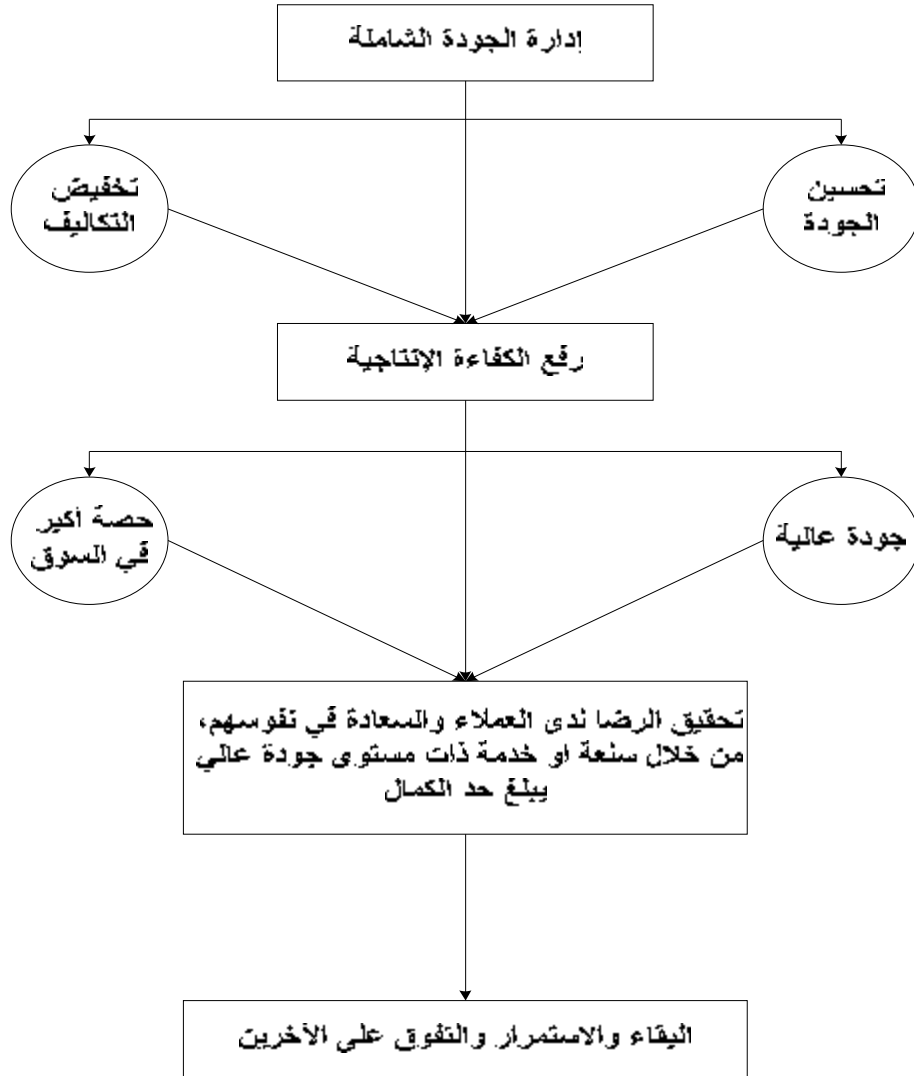 إدارة الجودة الشاملة
تحسين
الجودة
تخفيض
التكاليف
رفع الكفاءة الإنتاجية
جودة عالية
حصة أكبر
في السوق
تحقيق الرضا لدى العملاء والسعادة في نفوسهم،
من خلال سلعة او خدمة ذات مستوى جودة عالي
يبلغ حد الكمال
البقاء والاستمرار والتفوق على الآخرين